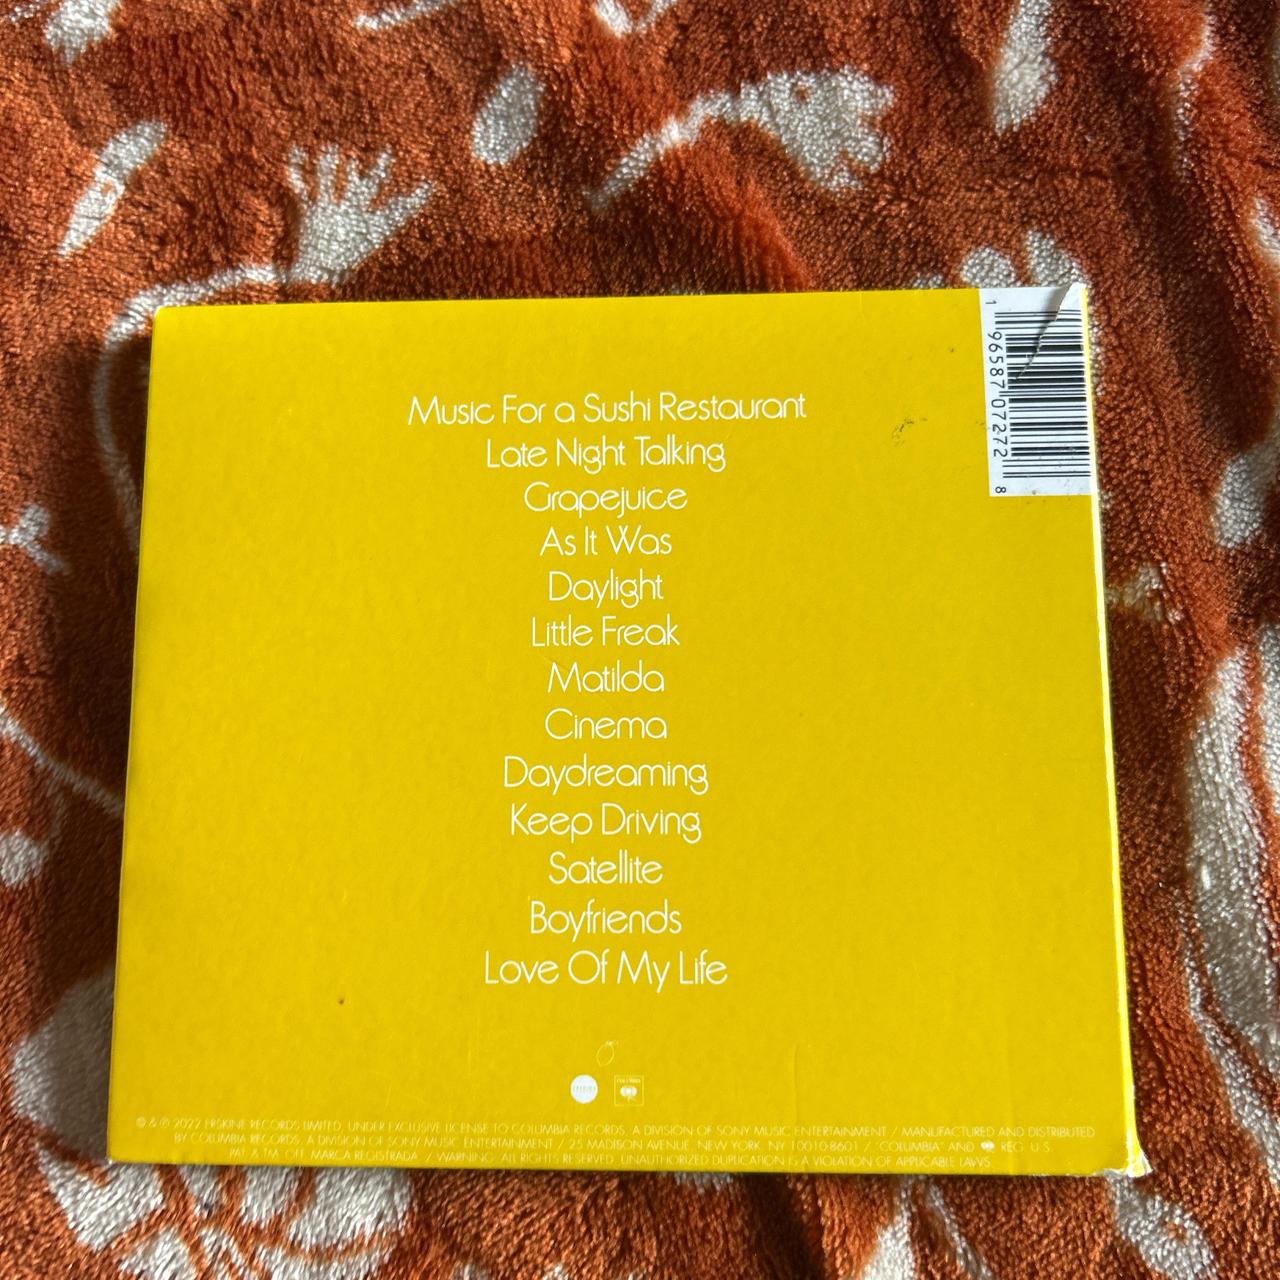 Music For a Sushi Restaurant
Late Night Talking
Grapejuice
As It Was
Daylight
Little Freak
Matilda
Cinema
Daydreaming
Keep Driving
Satellite
Boyfriends
Love Of My Life
1 96587 07272 8
COLUMBIA
© & ℗ 2022 ERSKINE RECORDS LIMITED, UNDER EXCLUSIVE LICENSE TO COLUMBIA RECORDS, A DIVISION OF SONY MUSIC ENTERTAINMENT / MANUFACTURED AND DISTRIBUTED
BY COLUMBIA RECORDS, A DIVISION OF SONY MUSIC ENTERTAINMENT / 25 MADISON AVENUE, NEW YORK, NY 10010-8601 / "COLUMBIA" AND REG. U.S.
PAT. & TM. OFF. MARCA REGISTRADA. / WARNING: ALL RIGHTS RESERVED. UNAUTHORIZED DUPLICATION IS A VIOLATION OF APPLICABLE LAWS.